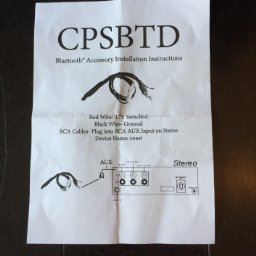 CPSBTD
Bluetooth® Accessory Installation Instructions
Red Wire- 12V Switched
Black Wire- Ground
RCA Cables- Plug into RCA AUX Input on Stereo
Device Name: coset
AUX
Stereo